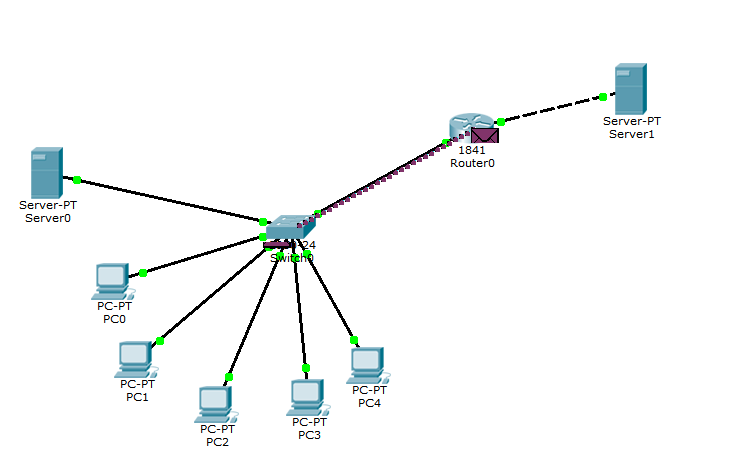 Server-PT
Server1
1841
Router0
Server-PT
Server0
24
Switch0
PC-PT
PC0
PC-PT
PC1
PC-PT
PC4
PC-PT
PC3
PC-PT
PC2